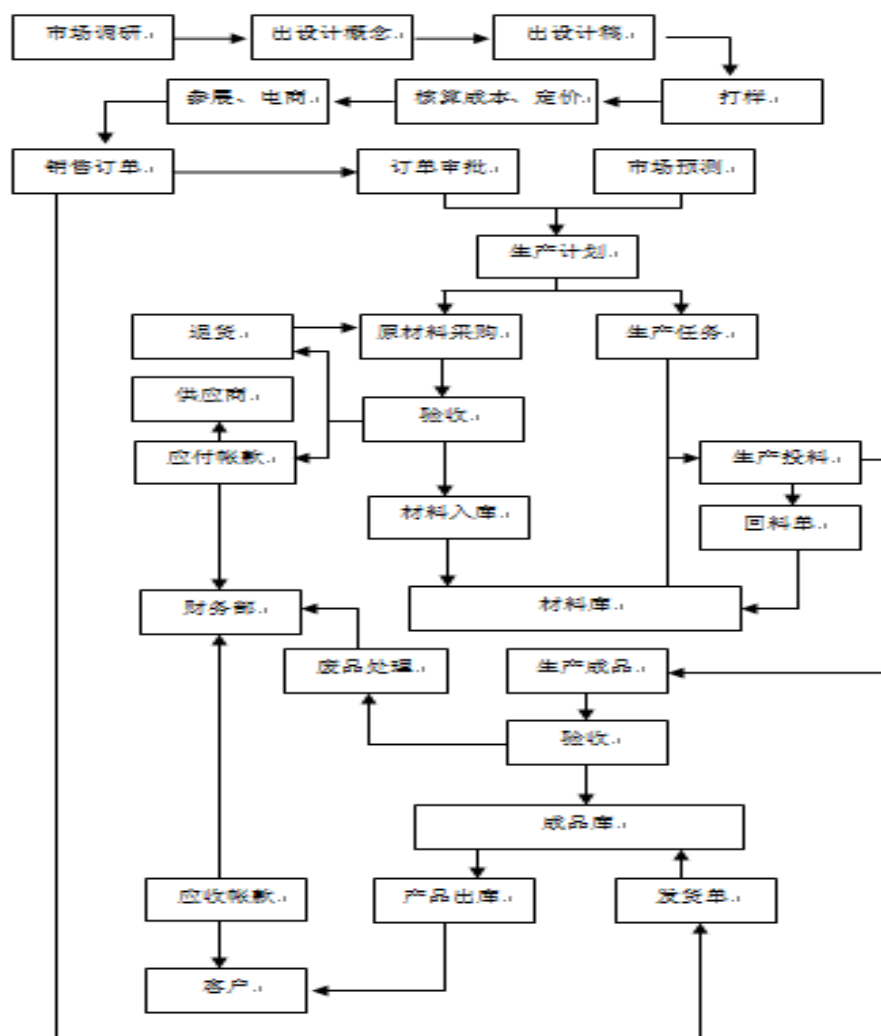 市场调研
出设计概念
出设计稿
参展、电商
核算成本、定价
打样
销售订单
订单审批
市场预测
生产计划
退货
原材料采购
生产任务
供应商
验收
应付帐款
生产投料
材料入库
回料单
财务部
材料库
废品处理
生产成品
验收
成品库
应收帐款
产品出库
发货单
客户